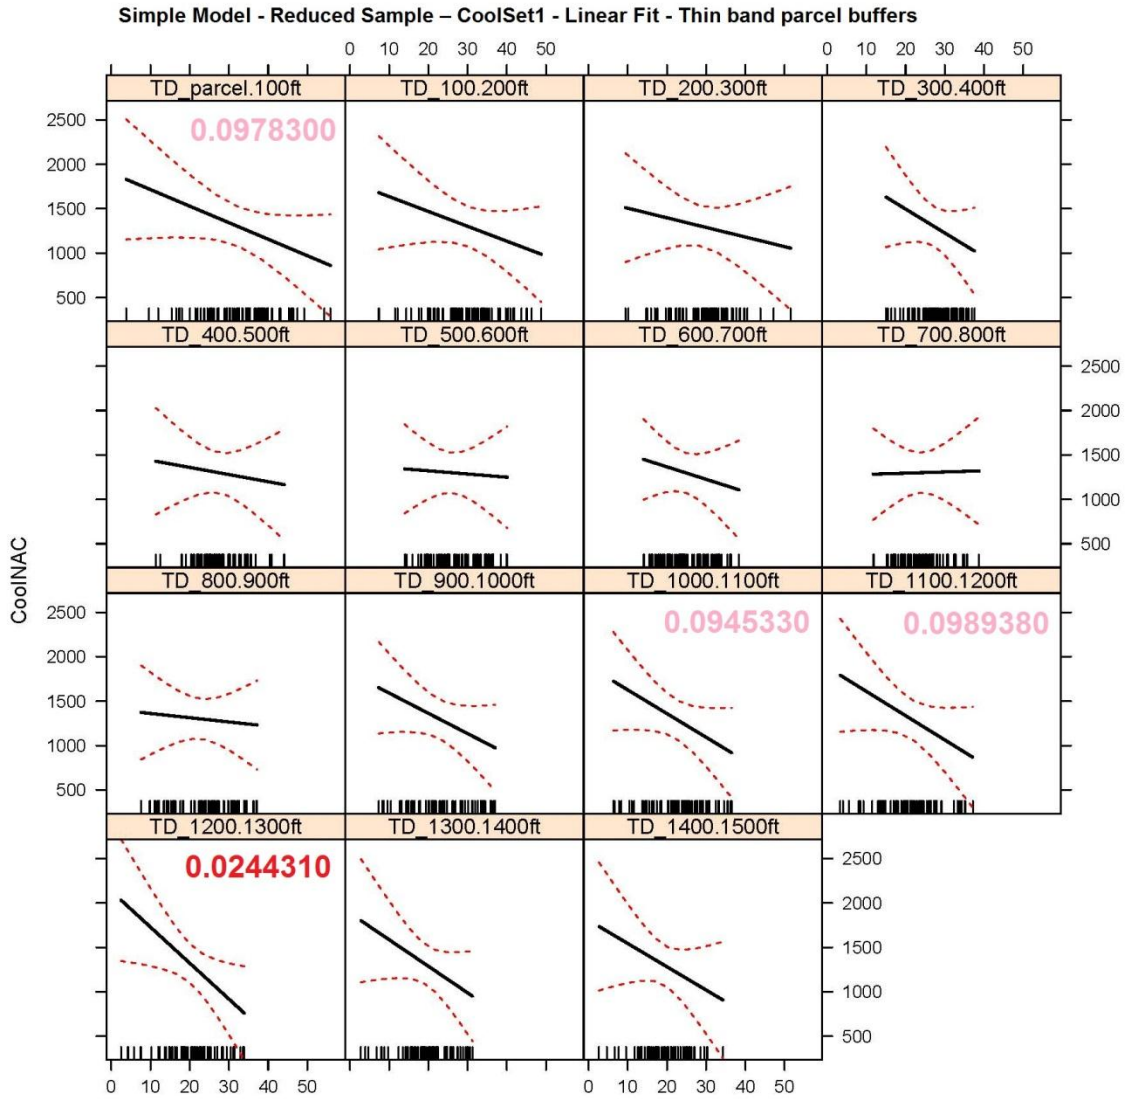 Simple Model - Reduced Sample – CoolSet1 - Linear Fit - Thin band parcel buffers
0 10 20 30 40 50 0 10 20 30 40 50
TD_parcel.100ft TD_100.200ft TD_200.300ft TD_300.400ft
0.0978300
2500
2000
1500
1000
500
TD_400.500ft TD_500.600ft TD_600.700ft TD_700.800ft
2500
2000
1500
1000
500
TD_800.900ft TD_900.1000ft TD_1000.1100ft TD_1100.1200ft
0.0945330 0.0989380
2500
2000
1500
1000
500
CoolNAC
TD_1200.1300ft TD_1300.1400ft TD_1400.1500ft
0.0244310
2500
2000
1500
1000
500
0 10 20 30 40 50 0 10 20 30 40 50